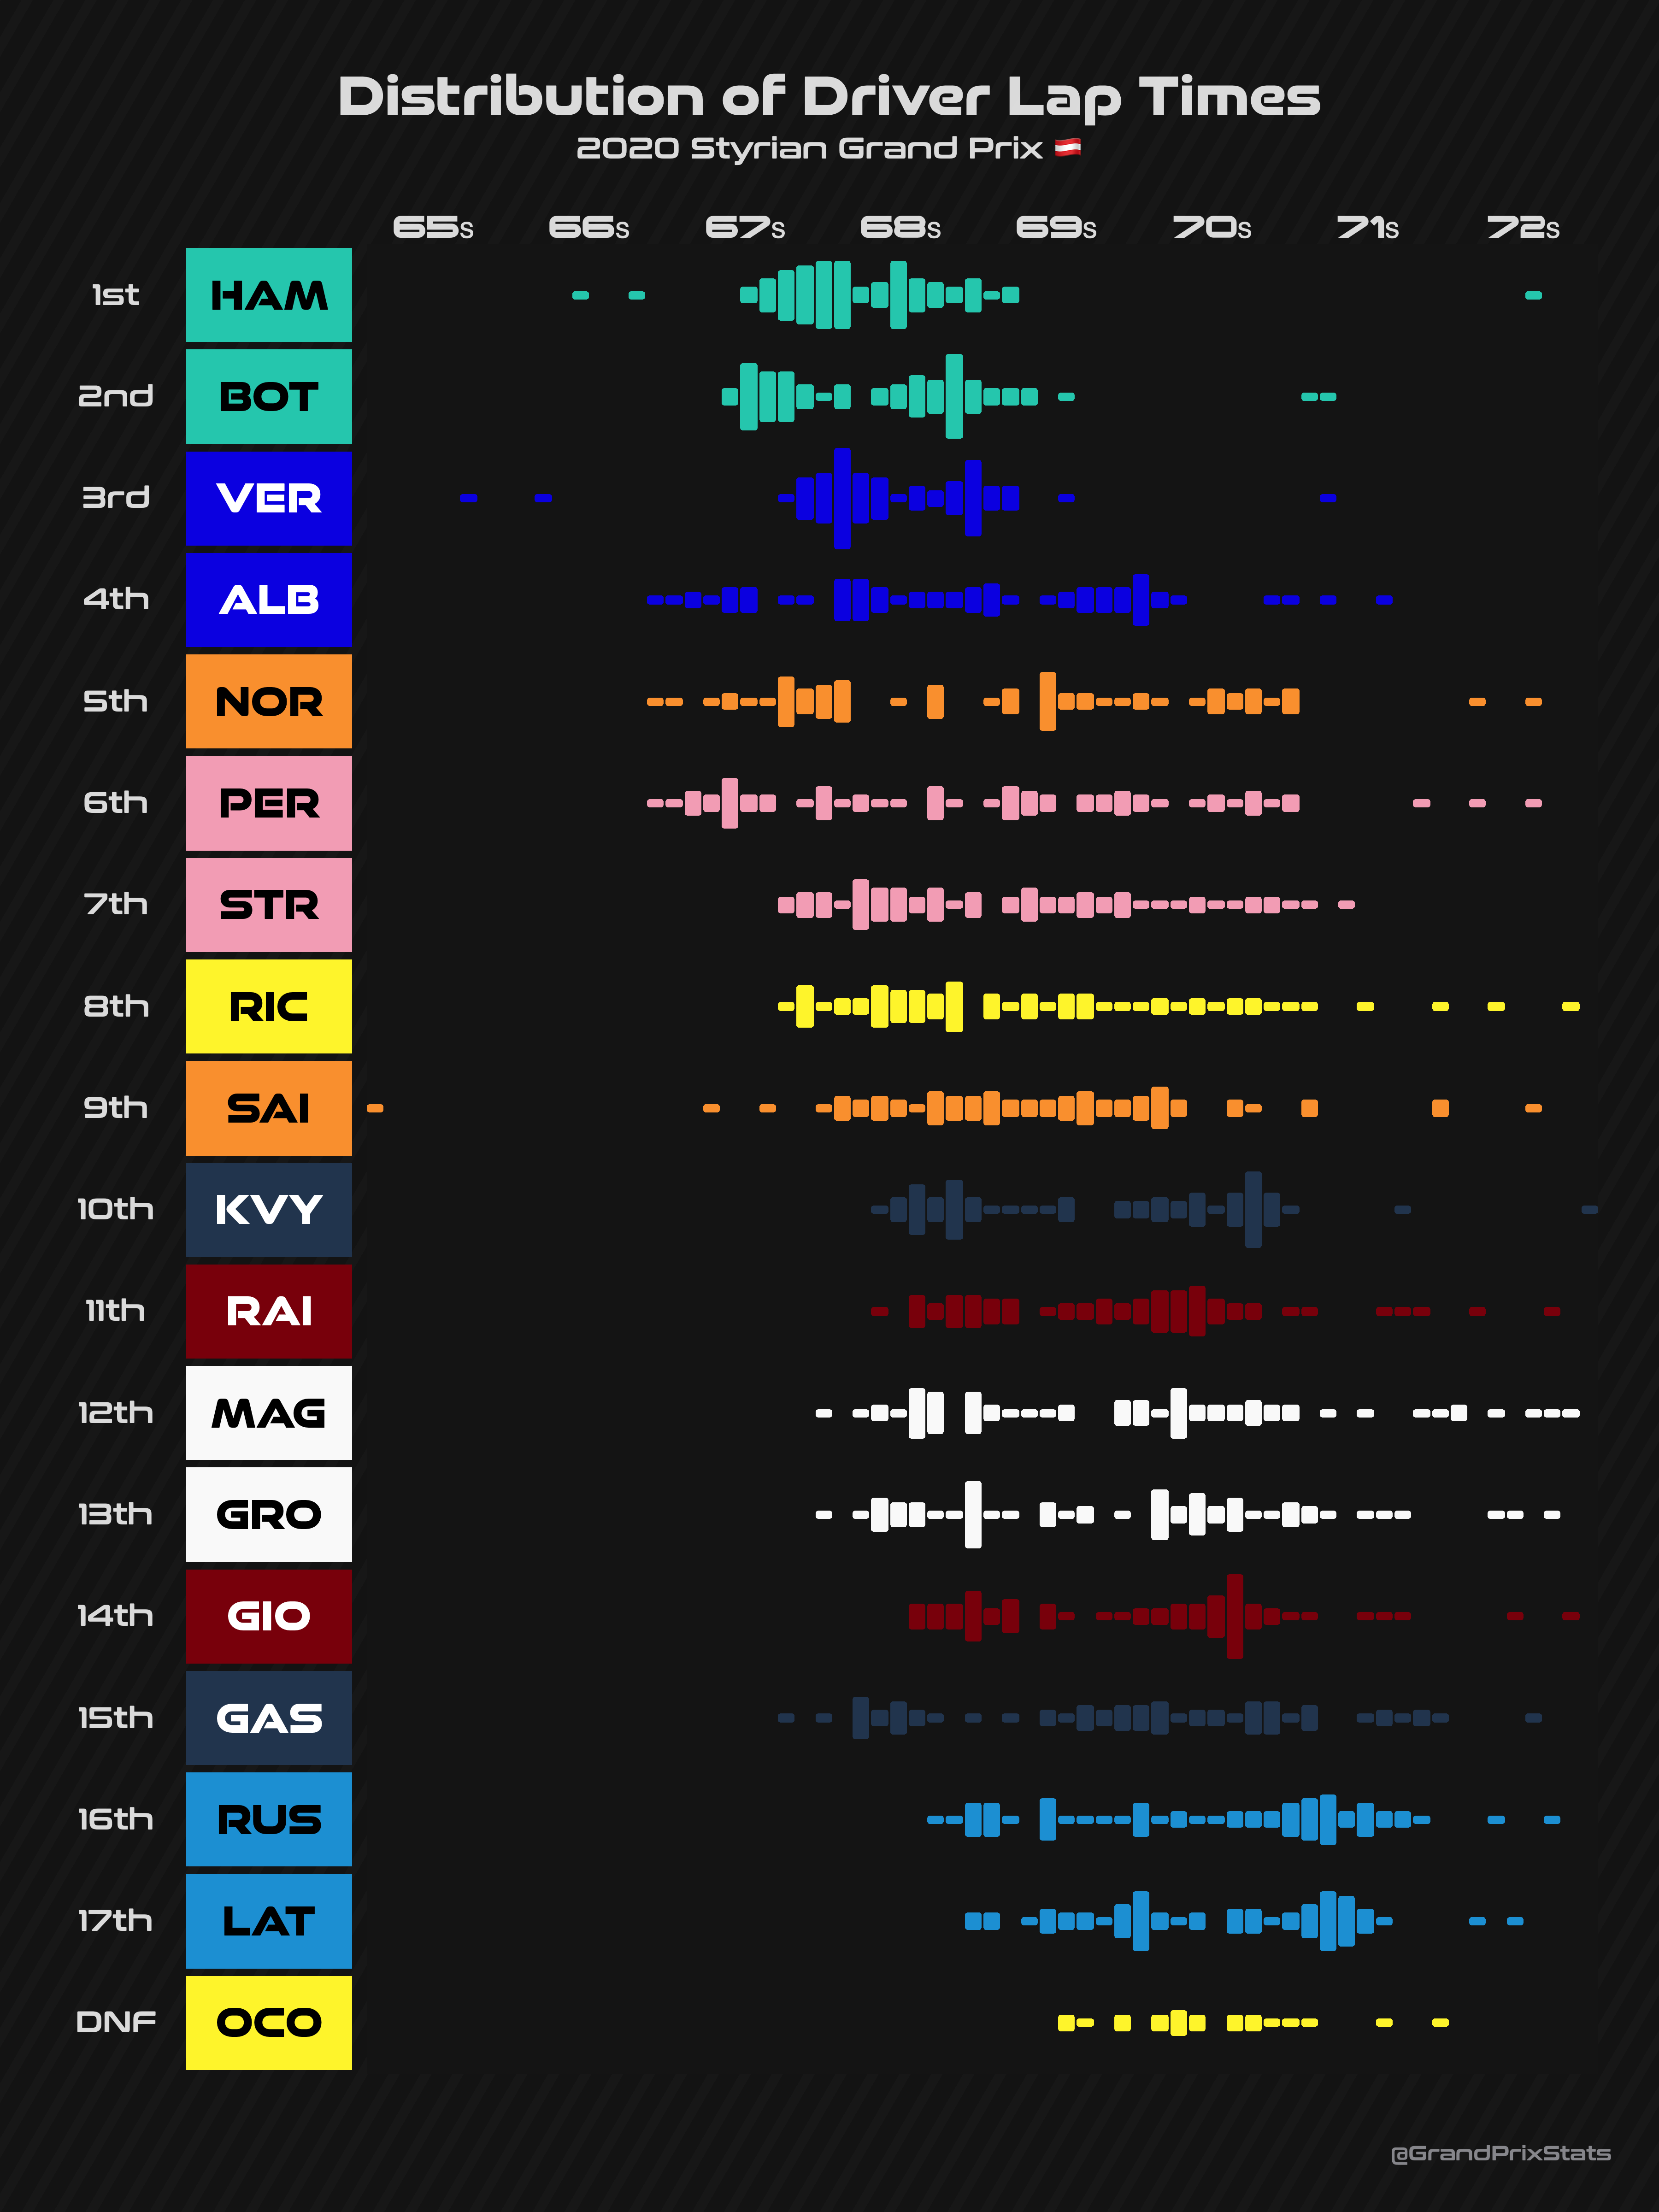 Distribution of Driver Lap Times
2020 Styrian Grand Prix 🇦🇹
65s 66s 67s 68s 69s 70s 71s 72s
1st HAM
2nd BOT
3rd VER
4th ALB
5th NOR
6th PER
7th STR
8th RIC
9th SAI
10th KVY
11th RAI
12th MAG
13th GRO
14th GIO
15th GAS
16th RUS
17th LAT
DNF OCO
@GrandPrixStats